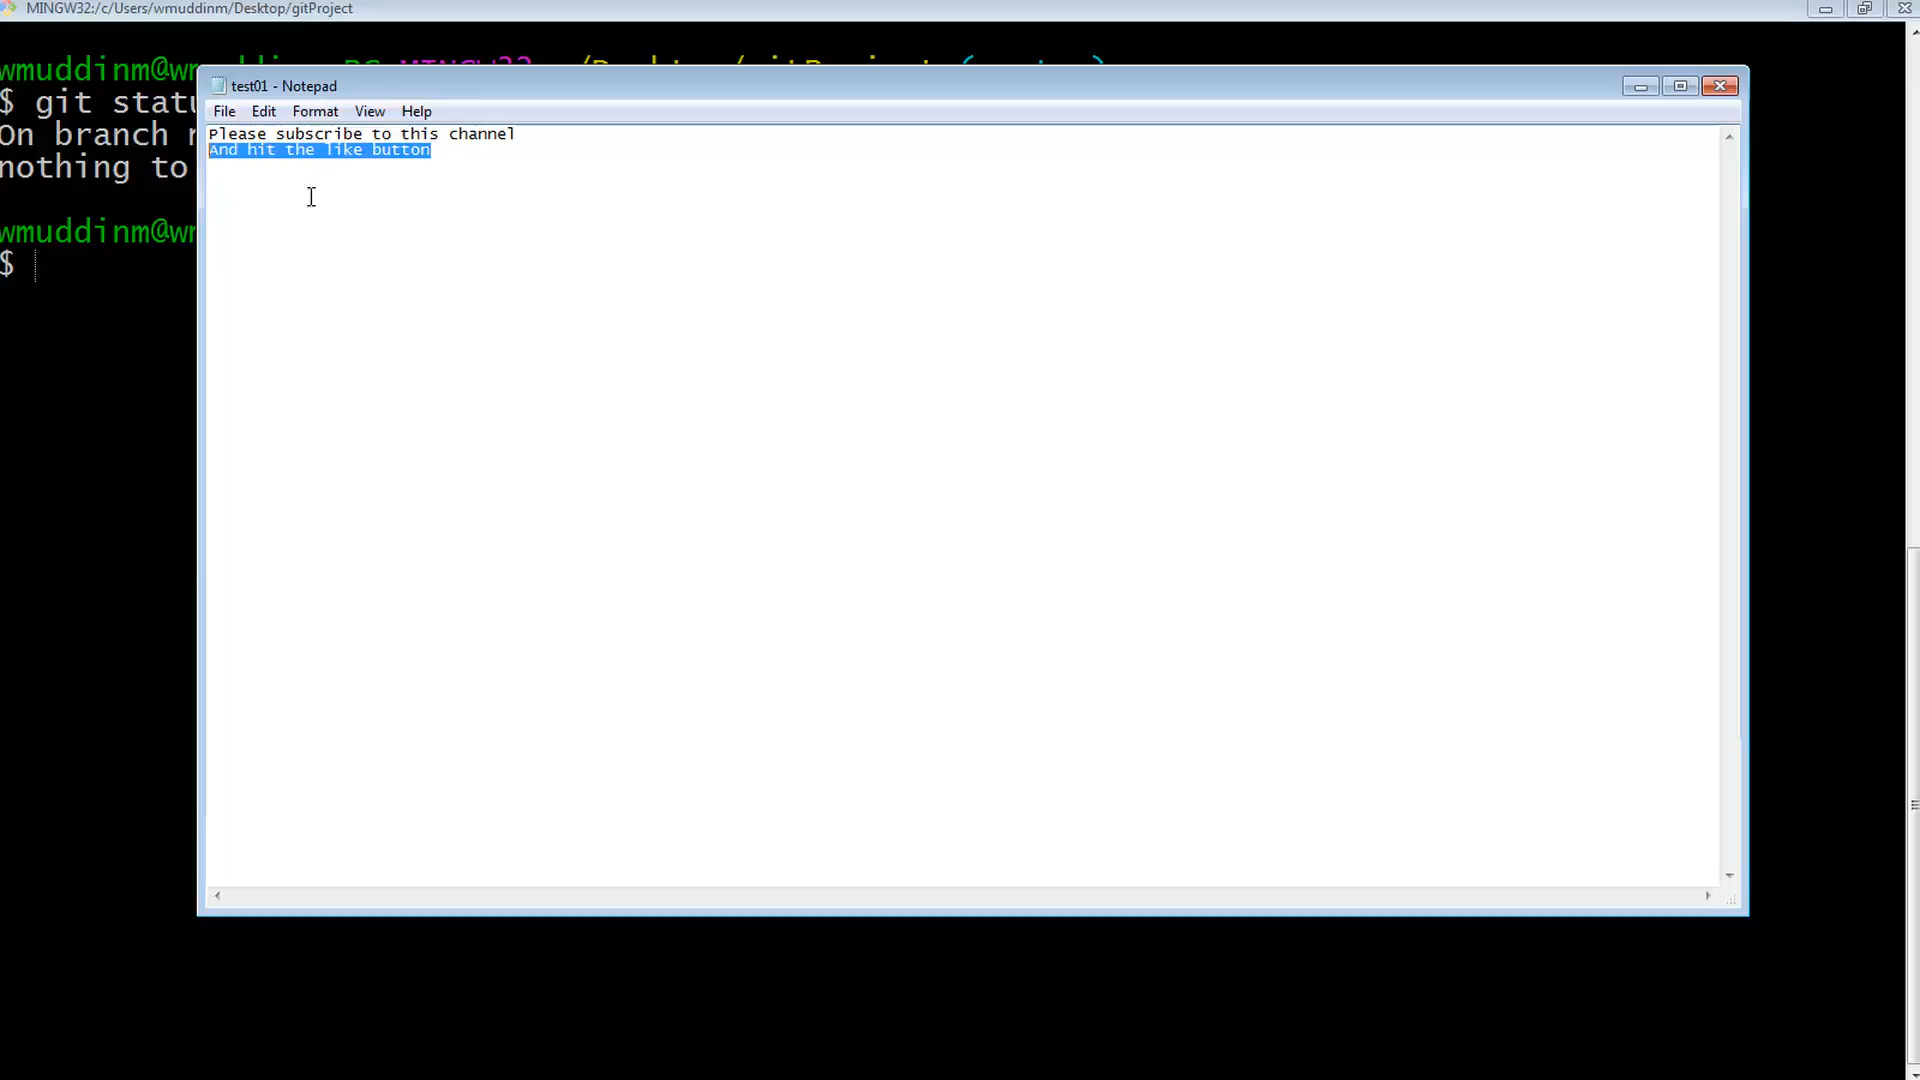 MINGW32:/c/Users/wmuddinm/Desktop/gitProject
$ git statu
On branch
nothing to
wmuddinm@w
$
test01 - Notepad
File Edit Format View Help
Please subscribe to this channel
And hit the like button